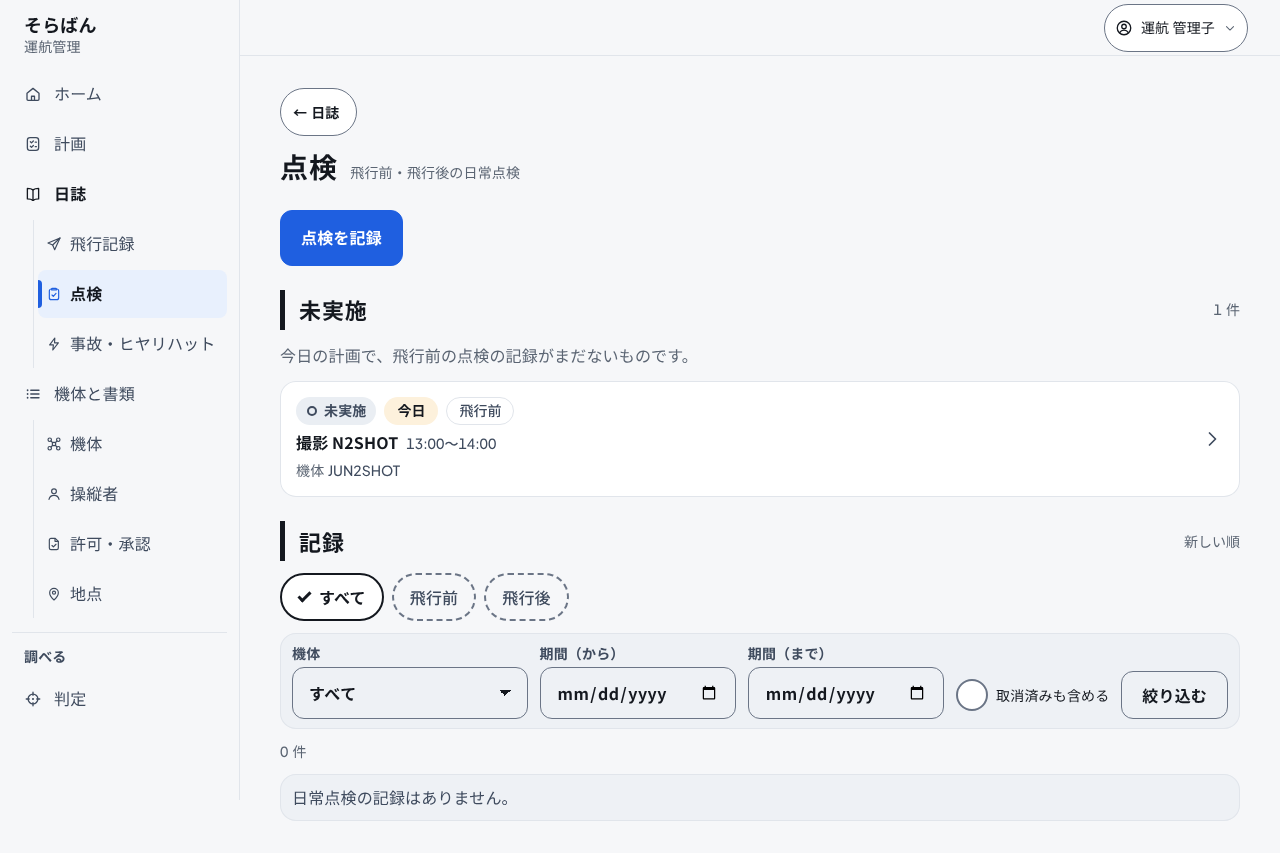 そらばん
運航管理
運航 管理子
ホーム
計画
日誌
飛行記録
点検
事故・ヒヤリハット
機体と書類
機体
操縦者
許可・承認
地点
調べる
判定
← 日誌
点検 飛行前・飛行後の日常点検
点検を記録
未実施 1 件
今日の計画で、飛行前の点検の記録がまだないものです。
未実施 今日 飛行前
撮影 N2SHOT 13:00〜14:00
機体 JUN2SHOT
記録 新しい順
すべて 飛行前 飛行後
機体 期間（から） 期間（まで）
すべて mm/dd/yyyy mm/dd/yyyy 取消済みも含める 絞り込む
0 件
日常点検の記録はありません。